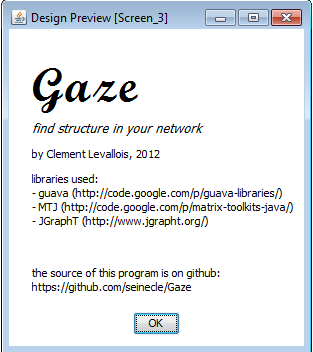 Design Preview [Screen_3]
Gaze
find structure in your network
by Clement Levallois, 2012
libraries used:
- guava (http://code.google.com/p/guava-libraries/)
- MTJ (http://code.google.com/p/matrix-toolkits-java/)
- JGraphT (http://www.jgrapht.org/)
the source of this program is on github:
https://github.com/seinecle/Gaze
OK